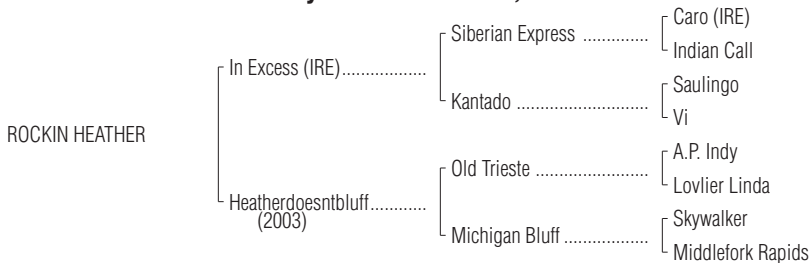 Caro (IRE)
Siberian Express ..............
Indian Call
In Excess (IRE)..................
Saulingo
Kantado ............................
Vi
ROCKIN HEATHER
A.P. Indy
Old Trieste ........................
Lovlier Linda
Heatherdoesntbluff............
(2003)
Skywalker
Michigan Bluff ..................
Middlefork Rapids